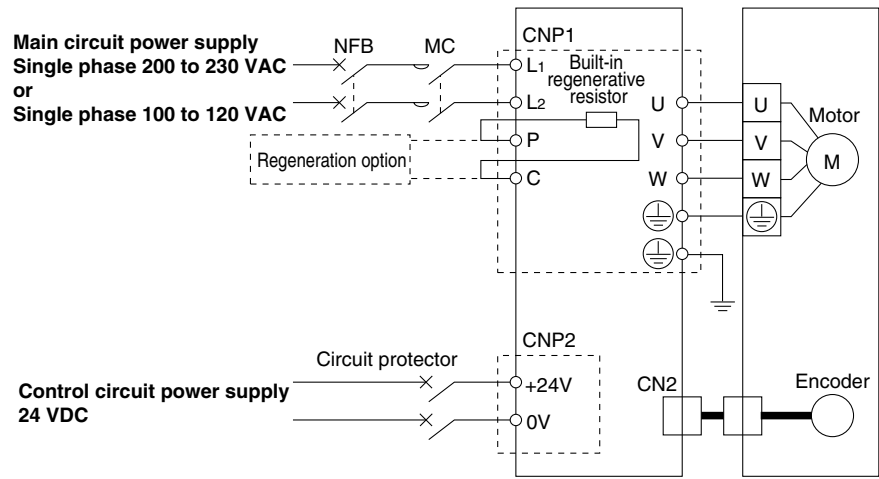 Main circuit power supply
Single phase 200 to 230 VAC
or
Single phase 100 to 120 VAC
NFB
MC
CNP1
L1
Built-in
regenerative
resistor
L2
U
U
Motor
P
V
V
M
Regeneration option
C
W
W
CNP2
Circuit protector
Control circuit power supply
24 VDC
+24V
0V
CN2
Encoder